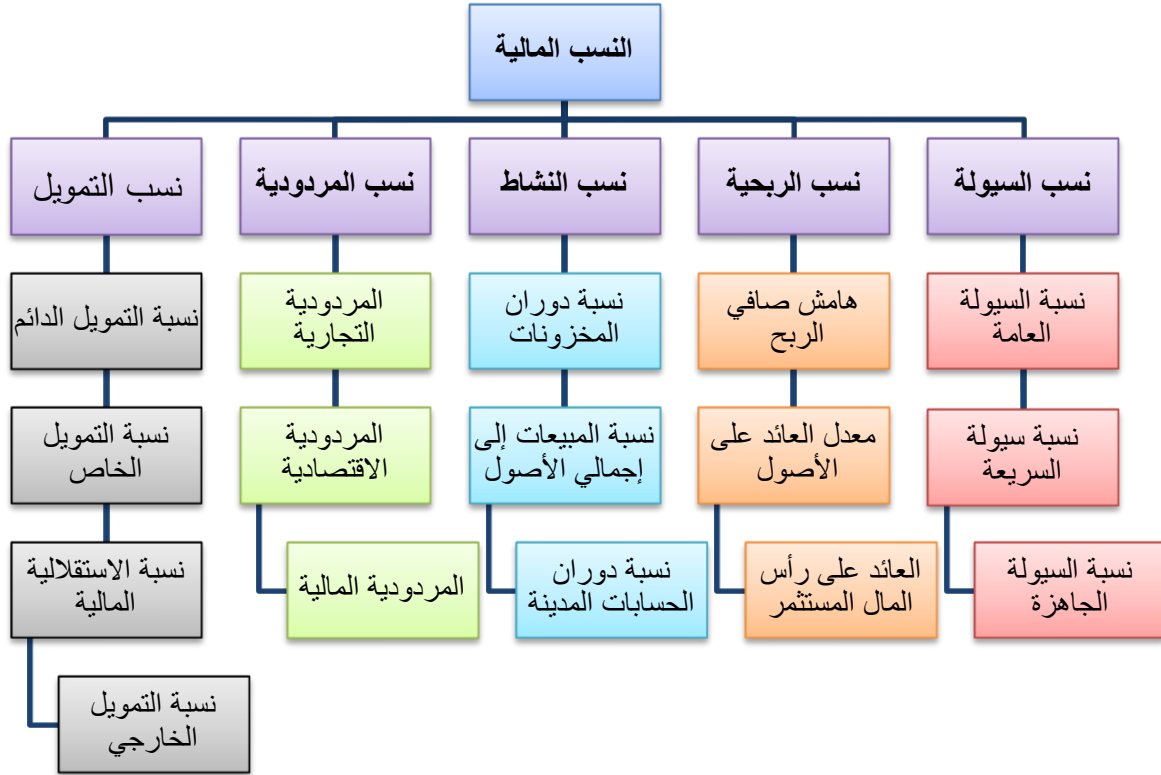 النسب المالية
نسب السيولة
نسب الربحية
نسب النشاط
نسب المردودية
نسب التمويل
نسبة السيولة
العامة
نسبة سيولة
السريعة
نسبة السيولة
الجاهزة
هامش صافي
الربح
معدل العائد على
الأصول
العائد على رأس
المال المستثمر
نسبة دوران
المخزونات
نسبة المبيعات إلى
إجمالي الأصول
نسبة دوران
الحسابات المدينة
المردودية
التجارية
المردودية
الاقتصادية
المردودية المالية
نسبة التمويل الدائم
نسبة التمويل
الخاص
نسبة الاستقلالية
المالية
نسبة التمويل
الخارجي